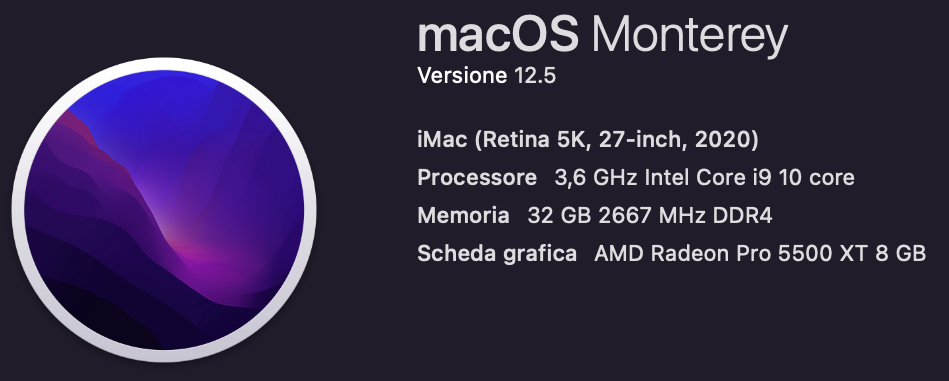 macOS Monterey
Versione 12.5
iMac (Retina 5K, 27-inch, 2020)
Processore 3,6 GHz Intel Core i9 10 core
Memoria 32 GB 2667 MHz DDR4
Scheda grafica AMD Radeon Pro 5500 XT 8 GB